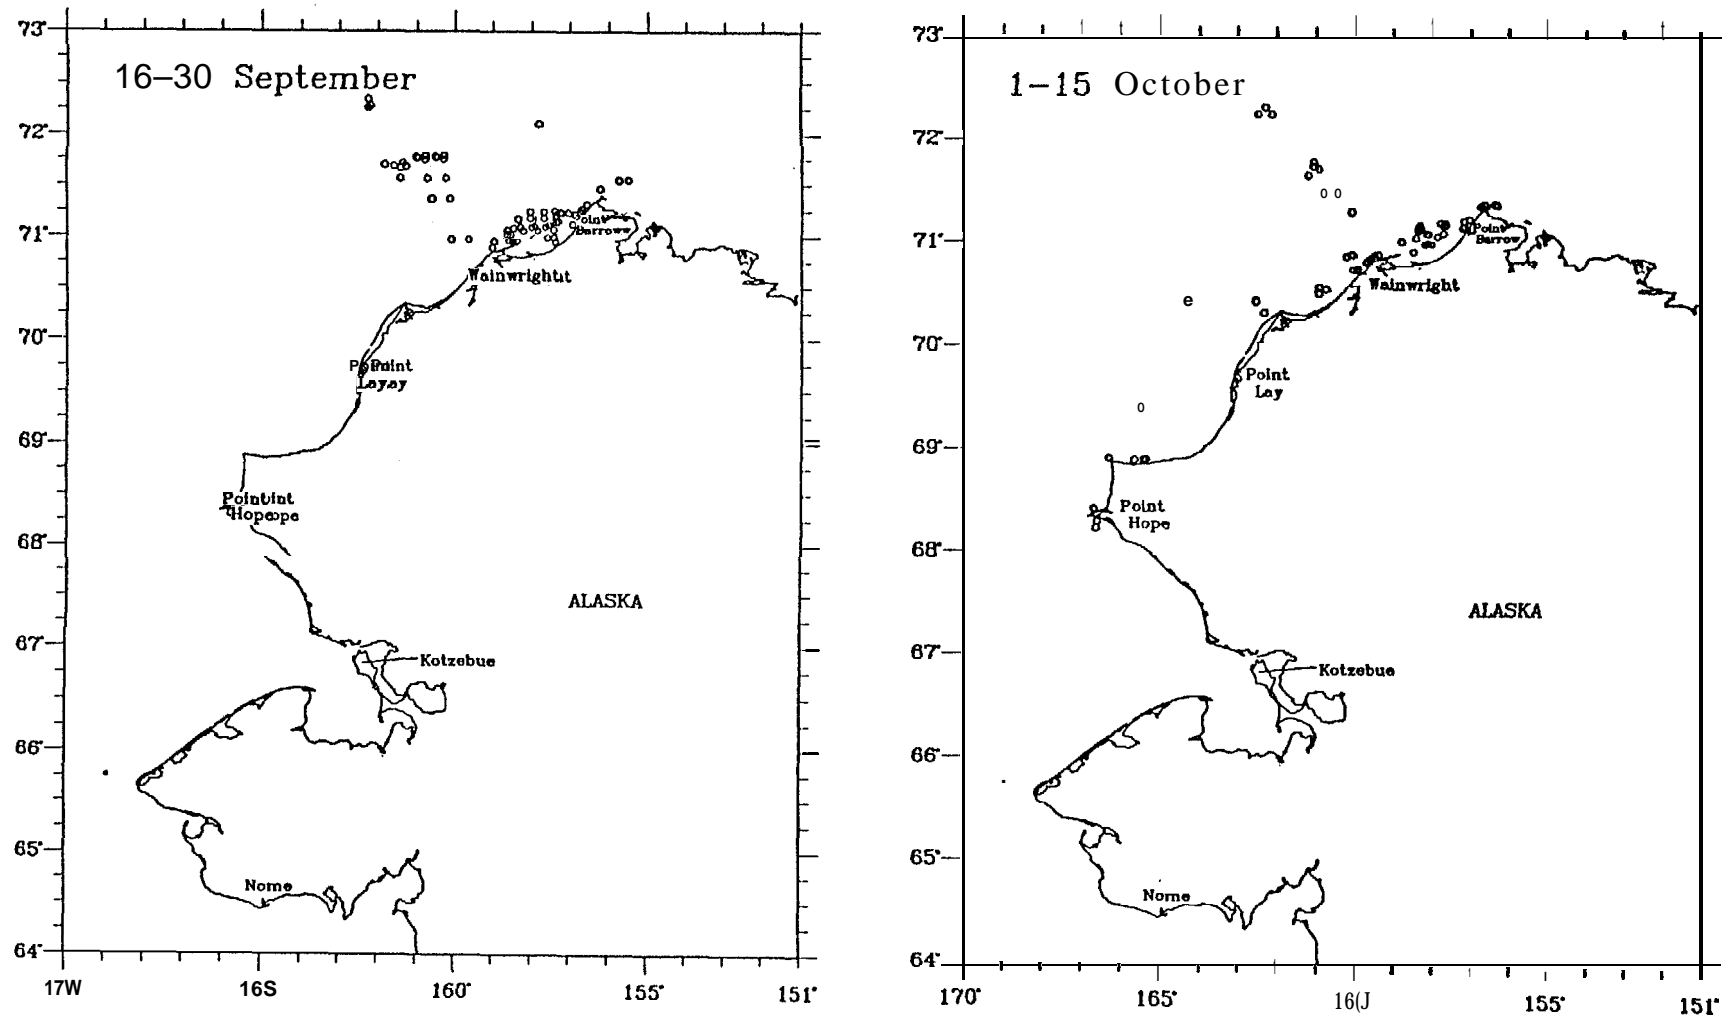 73°
16–30 September
72°
71°
Point
Barrow
Wainwright
70°
Point
Lay
69°
Point
Hope
68°
ALASKA
67°
Kotzebue
66°
65°
Nome
64°
17W
16S
160°
155°
151°
73°
1–15 October
72°
71°
Point
Barrow
Wainwright
70°
Point
Lay
69°
Point
Hope
68°
ALASKA
67°
Kotzebue
66°
65°
Nome
64°
170°
165°
16(J
155°
151°